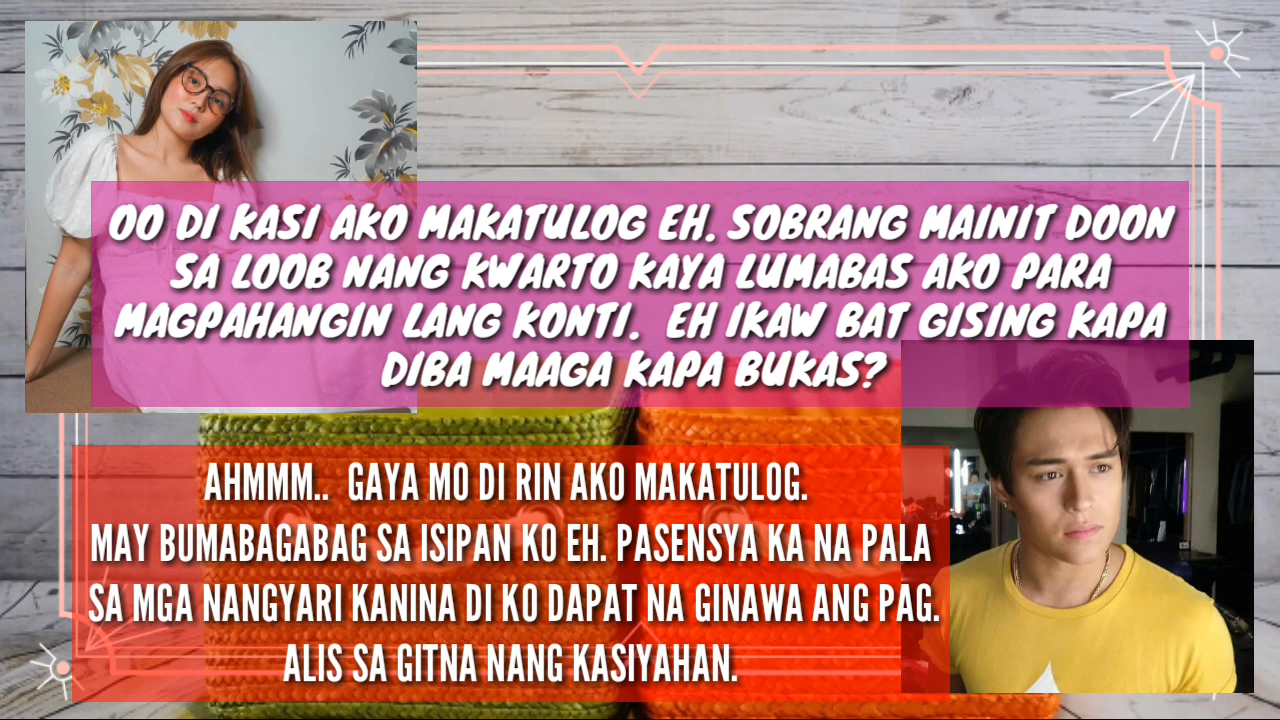 OO DI KASI AKO MAKATULOG EH. SOBRANG MAINIT DOON
SA LOOB NANG KWARTO KAYA LUMABAS AKO PARA
MAGPAHANGIN LANG KONTI. EH IKAW BAT GISING KAPA
DIBA MAAGA KAPA BUKAS?
AHMMM.. GAYA MO DI RIN AKO MAKATULOG.
MAY BUMABAGABAG SA ISIPAN KO EH. PASENSYA KA NA PALA
SA MGA NANGYARI KANINA DI KO DAPAT NA GINAWA ANG PAG.
ALIS SA GITNA NANG KASIYAHAN.